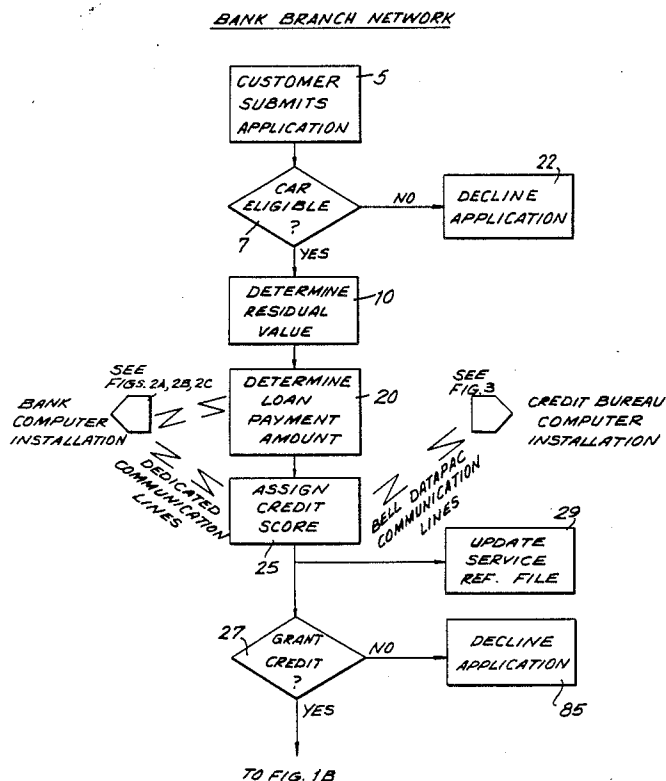 BANK BRANCH NETWORK
CUSTOMER
SUBMITS
APPLICATION
5
CAR
ELIGIBLE
?
7
NO
DECLINE
APPLICATION
22
YES
DETERMINE
RESIDUAL
VALUE
10
SEE
FIGS. 2A, 2B, 2C
BANK
COMPUTER
INSTALLATION
DETERMINE
LOAN
PAYMENT
AMOUNT
20
SEE
FIG. 3
CREDIT BUREAU
COMPUTER
INSTALLATION
DEDICATED
COMMUNICATION
LINES
ASSIGN
CREDIT
SCORE
25
BELL DATAPAC
COMMUNICATION
LINES
29
UPDATE
SERVICE
REF. FILE
27
GRANT
CREDIT
?
NO
DECLINE
APPLICATION
85
YES
TO FIG. 1B